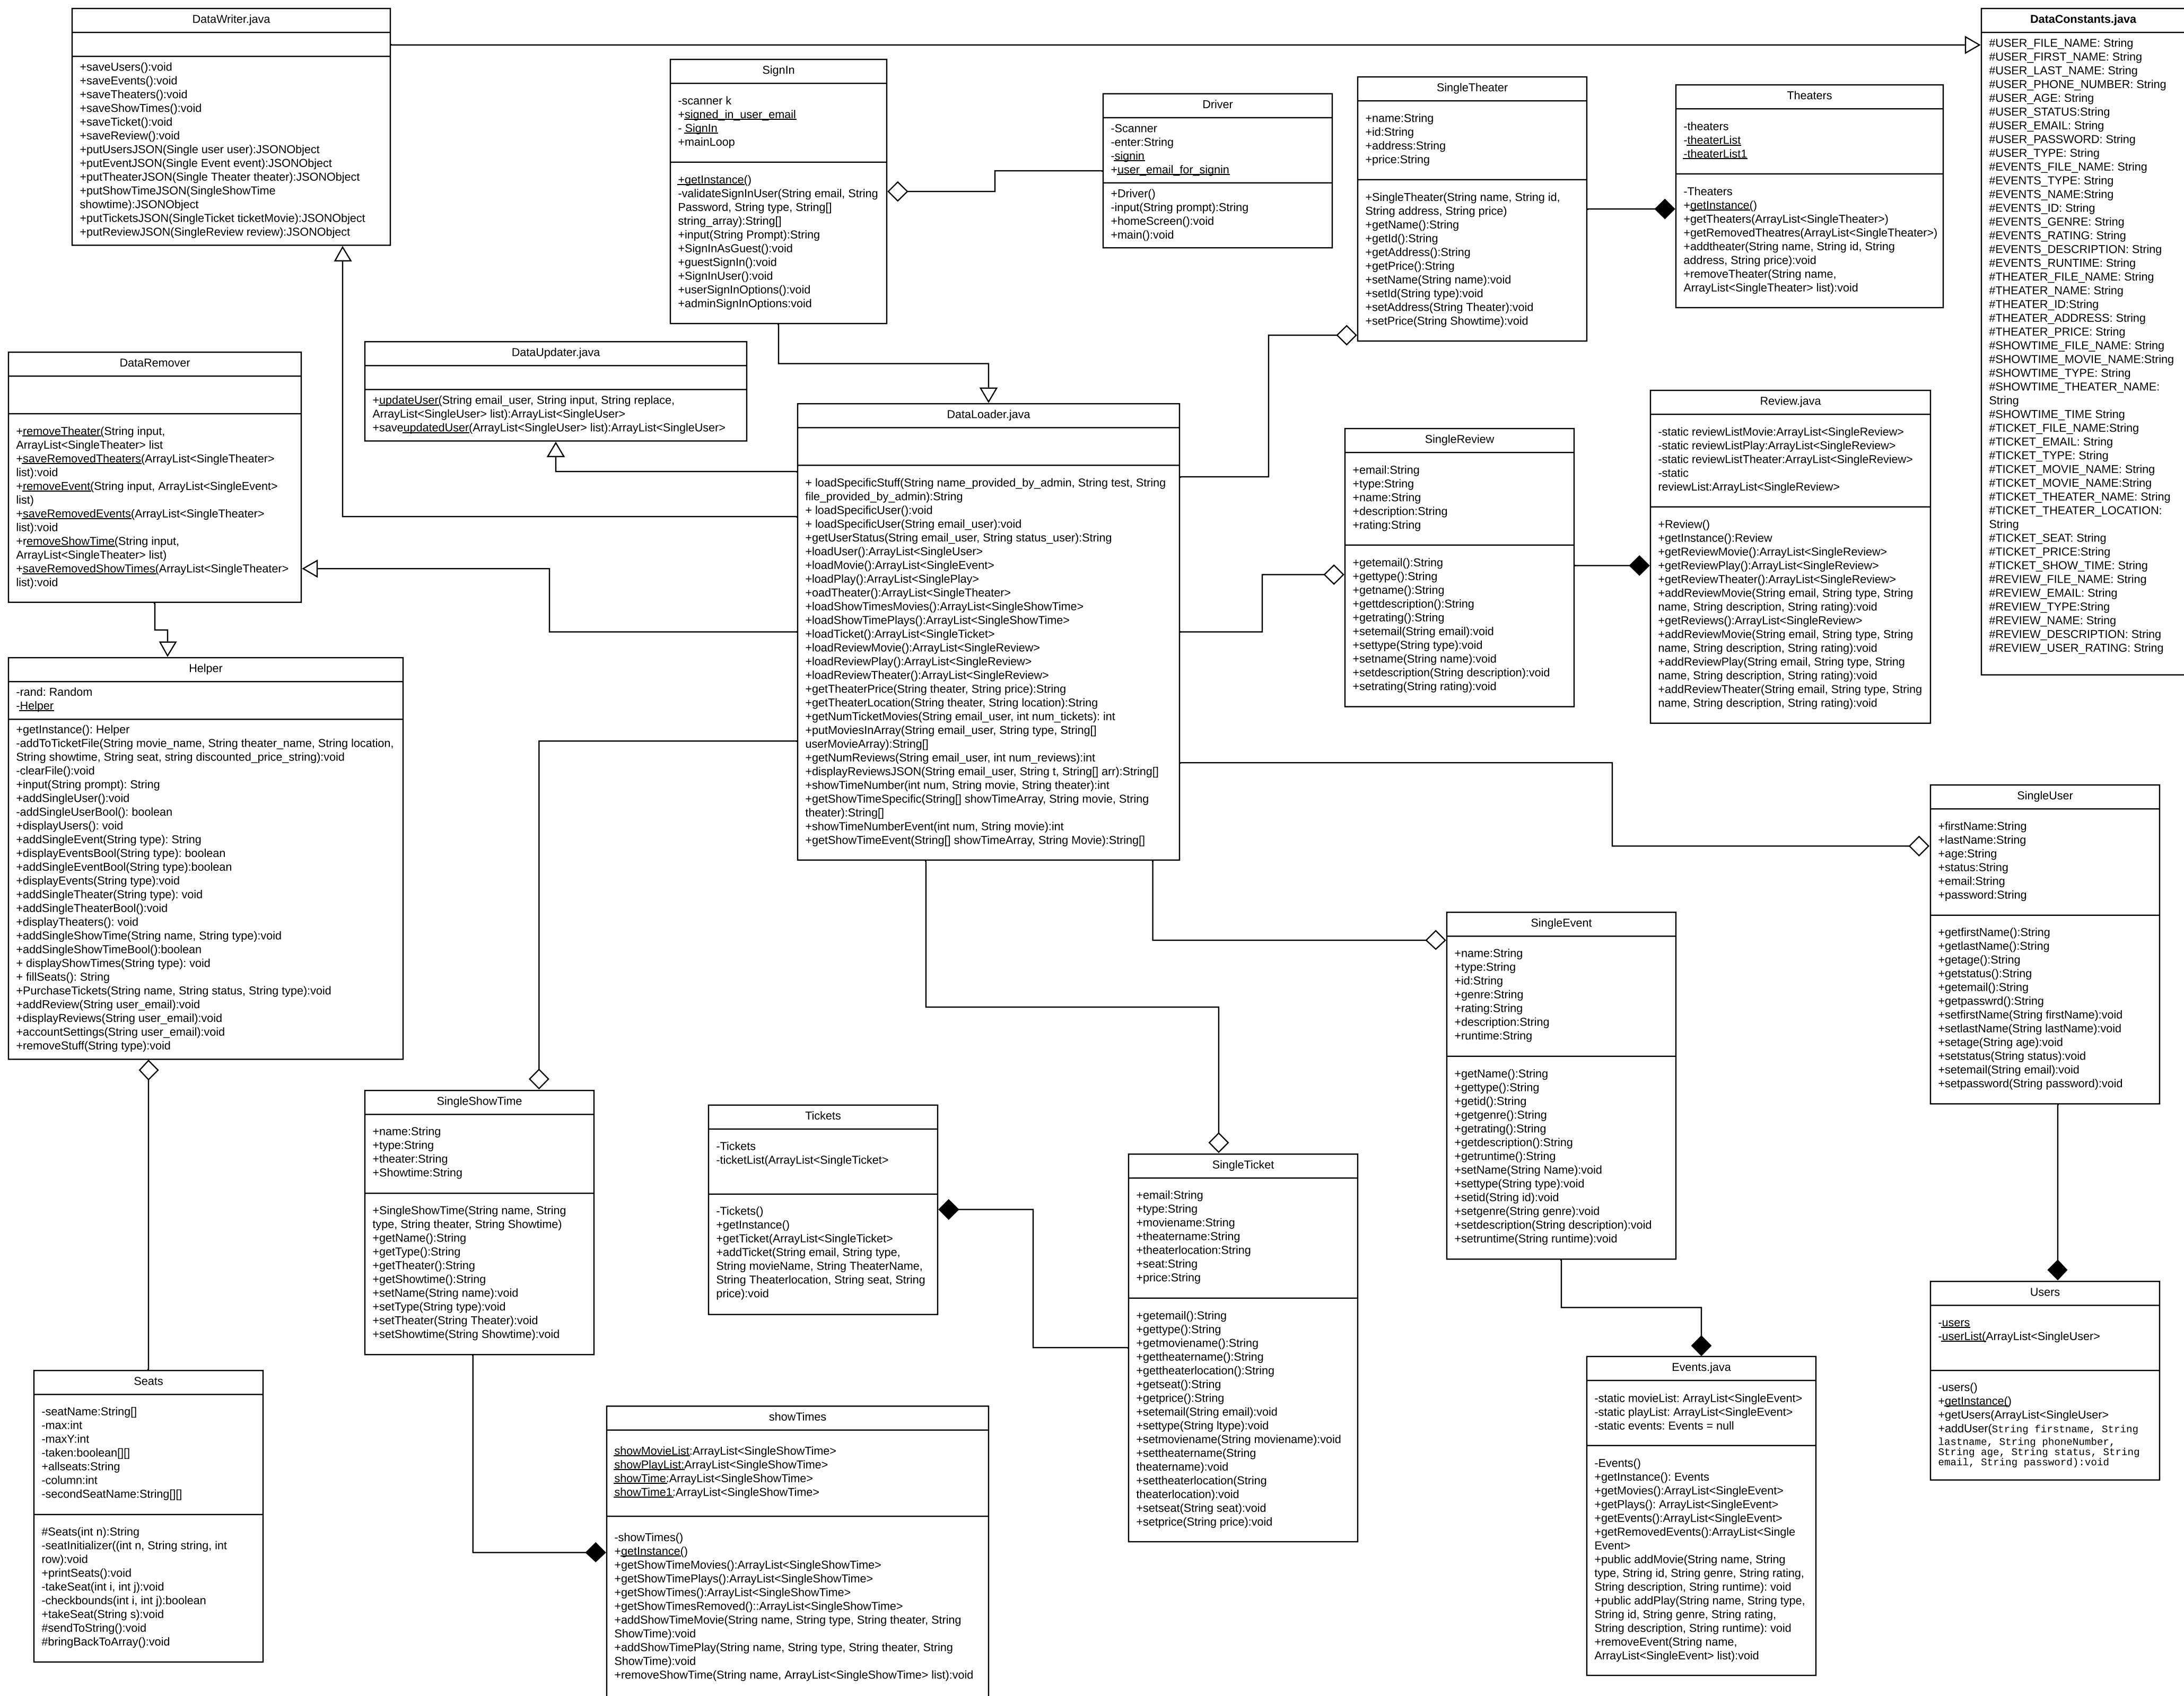 DataWriter.java
+saveUsers():void
+saveEvents():void
+saveTheaters():void
+saveShowTimes():void
+saveTicket():void
+saveReview():void
+putUsersJSON(Single user user):JSONObject
+putEventJSON(Single Event event):JSONObject
+putTheaterJSON(Single Theater theater):JSONObject
+putShowTimeJSON(SingleShowTime
showtime):JSONObject
+putTicketsJSON(SingleTicket ticketMovie):JSONObject
+putReviewJSON(SingleReview review):JSONObject
SignIn
-scanner k
+signed_in_user_email
- SignIn
+mainLoop
+getInstance()
-validateSignInUser(String email, String
Password, String type, String[]
string_array):String[]
+input(String Prompt):String
+SignInAsGuest():void
+guestSignIn():void
+SignInUser():void
+userSignInOptions():void
+adminSignInOptions:void
Driver
-Scanner
-enter:String
-signin
+user_email_for_signin
+Driver()
-input(String prompt):String
+homeScreen():void
+main():void
SingleTheater
+name:String
+id:String
+address:String
+price:String
+SingleTheater(String name, String id,
String address, String price)
+getName():String
+getId():String
+getAddress():String
+getPrice():String
+setName(String name):void
+setId(String type):void
+setAddress(String Theater):void
+setPrice(String Showtime):void
Theaters
-theaters
-theaterList
-theaterList1
-Theaters
+getInstance()
+getTheaters(ArrayList<SingleTheater>)
+getRemovedTheatres(ArrayList<SingleTheater>)
+addtheater(String name, String id, String
address, String price):void
+removeTheater(String name,
ArrayList<SingleTheater> list):void
DataConstants.java
#USER_FILE_NAME: String
#USER_FIRST_NAME: String
#USER_LAST_NAME: String
#USER_PHONE_NUMBER: String
#USER_AGE: String
#USER_STATUS:String
#USER_EMAIL: String
#USER_PASSWORD: String
#USER_TYPE: String
#EVENTS_FILE_NAME: String
#EVENTS_TYPE: String
#EVENTS_NAME:String
#EVENTS_ID: String
#EVENTS_GENRE: String
#EVENTS_RATING: String
#EVENTS_DESCRIPTION: String
#EVENTS_RUNTIME: String
#THEATER_FILE_NAME: String
#THEATER_NAME: String
#THEATER_ID:String
#THEATER_ADDRESS: String
#THEATER_PRICE: String
#SHOWTIME_FILE_NAME: String
#SHOWTIME_MOVIE_NAME:String
#SHOWTIME_TYPE: String
#SHOWTIME_THEATER_NAME:
String
#SHOWTIME_TIME String
#TICKET_FILE_NAME:String
#TICKET_EMAIL: String
#TICKET_TYPE: String
#TICKET_MOVIE_NAME: String
#TICKET_MOVIE_NAME:String
#TICKET_THEATER_NAME: String
#TICKET_THEATER_LOCATION:
String
#TICKET_SEAT: String
#TICKET_PRICE:String
#TICKET_SHOW_TIME: String
#REVIEW_FILE_NAME: String
#REVIEW_EMAIL: String
#REVIEW_TYPE:String
#REVIEW_NAME: String
#REVIEW_DESCRIPTION: String
#REVIEW_USER_RATING: String
DataRemover
+removeTheater(String input,
ArrayList<SingleTheater> list
+saveRemovedTheaters(ArrayList<SingleTheater>
list):void
+removeEvent(String input, ArrayList<SingleEvent>
list)
+saveRemovedEvents(ArrayList<SingleTheater>
list):void
+removeShowTime(String input,
ArrayList<SingleTheater> list)
+saveRemovedShowTimes(ArrayList<SingleTheater>
list):void
DataUpdater.java
+updateUser(String email_user, String input, String replace,
ArrayList<SingleUser> list):ArrayList<SingleUser>
+saveupdatedUser(ArrayList<SingleUser> list):ArrayList<SingleUser>
DataLoader.java
+ loadSpecificStuff(String name_provided_by_admin, String test, String
file_provided_by_admin):String
+ loadSpecificUser():void
+ loadSpecificUser(String email_user):void
+getUserStatus(String email_user, String status_user):String
+loadUser():ArrayList<SingleUser>
+loadMovie():ArrayList<SingleEvent>
+loadPlay():ArrayList<SinglePlay>
+oadTheater():ArrayList<SingleTheater>
+loadShowTimesMovies():ArrayList<SingleShowTime>
+loadShowTimePlays():ArrayList<SingleShowTime>
+loadTicket():ArrayList<SingleTicket>
+loadReviewMovie():ArrayList<SingleReview>
+loadReviewPlay():ArrayList<SingleReview>
+loadReviewTheater():ArrayList<SingleReview>
+getTheaterPrice(String theater, String price):String
+getTheaterLocation(String theater, String location):String
+getNumTicketMovies(String email_user, int num_tickets): int
+putMoviesInArray(String email_user, String type, String[]
userMovieArray):String[]
+getNumReviews(String email_user, int num_reviews):int
+displayReviewsJSON(String email_user, String t, String[] arr):String[]
+showTimeNumber(int num, String movie, String theater):int
+getShowTimeSpecific(String[] showTimeArray, String movie, String
theater):String[]
+showTimeNumberEvent(int num, String movie):int
+getShowTimeEvent(String[] showTimeArray, String Movie):String[]
SingleReview
+email:String
+type:String
+name:String
+description:String
+rating:String
+getemail():String
+gettype():String
+getname():String
+gettdescription():String
+getrating():String
+setemail(String email):void
+settype(String type):void
+setname(String name):void
+setdescription(String description):void
+setrating(String rating):void
Review.java
-static reviewListMovie:ArrayList<SingleReview>
-static reviewListPlay:ArrayList<SingleReview>
-static reviewListTheater:ArrayList<SingleReview>
-static
reviewList:ArrayList<SingleReview>
+Review()
+getInstance():Review
+getReviewMovie():ArrayList<SingleReview>
+getReviewPlay():ArrayList<SingleReview>
+getReviewTheater():ArrayList<SingleReview>
+addReviewMovie(String email, String type, String
name, String description, String rating):void
+getReviews():ArrayList<SingleReview>
+addReviewMovie(String email, String type, String
name, String description, String rating):void
+addReviewPlay(String email, String type, String
name, String description, String rating):void
+addReviewTheater(String email, String type, String
name, String description, String rating):void
Helper
-rand: Random
-Helper
+getInstance(): Helper
-addToTicketFile(String movie_name, String theater_name, String location,
String showtime, String seat, string discounted_price_string):void
-clearFile():void
+input(String prompt): String
+addSingleUser():void
-addSingleUserBool(): boolean
+displayUsers(): void
+addSingleEvent(String type): String
+displayEventsBool(String type): boolean
+addSingleEventBool(String type):boolean
+displayEvents(String type):void
+addSingleTheater(String type): void
+addSingleTheaterBool():void
+displayTheaters(): void
+addSingleShowTime(String name, String type):void
+addSingleShowTimeBool():boolean
+ displayShowTimes(String type): void
+ fillSeats(): String
+PurchaseTickets(String name, String status, String type):void
+addReview(String user_email):void
+displayReviews(String user_email):void
+accountSettings(String user_email):void
+removeStuff(String type):void
SingleUser
+firstName:String
+lastName:String
+age:String
+status:String
+email:String
+password:String
+getfirstName():String
+getlastName():String
+getage():String
+getstatus():String
+getemail():String
+getpasswrd():String
+setfirstName(String firstName):void
+setlastName(String lastName):void
+setage(String age):void
+setstatus(String status):void
+setemail(String email):void
+setpassword(String password):void
SingleEvent
+name:String
+type:String
+id:String
+genre:String
+rating:String
+description:String
+runtime:String
+getName():String
+gettype():String
+getid():String
+getgenre():String
+getrating():String
+getdescription():String
+getruntime():String
+setName(String Name):void
+settype(String type):void
+setid(String id):void
+setgenre(String genre):void
+setdescription(String description):void
+setruntime(String runtime):void
SingleShowTime
+name:String
+type:String
+theater:String
+Showtime:String
+SingleShowTime(String name, String
type, String theater, String Showtime)
+getName():String
+getType():String
+getTheater():String
+getShowtime():String
+setName(String name):void
+setType(String type):void
+setTheater(String Theater):void
+setShowtime(String Showtime):void
Tickets
-Tickets
-ticketList(ArrayList<SingleTicket>
-Tickets()
+getInstance()
+getTicket(ArrayList<SingleTicket>
+addTicket(String email, String type,
String movieName, String TheaterName,
String Theaterlocation, String seat, String
price):void
SingleTicket
+email:String
+type:String
+moviename:String
+theatername:String
+theaterlocation:String
+seat:String
+price:String
+getemail():String
+gettype():String
+getmoviename():String
+gettheatername():String
+gettheaterlocation():String
+getseat():String
+getprice():String
+setemail(String email):void
+settype(String ltype):void
+setmoviename(String moviename):void
+settheatername(String
theatername):void
+settheaterlocation(String
theaterlocation):void
+setseat(String seat):void
+setprice(String price):void
Users
-users
-userList(ArrayList<SingleUser>
-users()
+getInstance()
+getUsers(ArrayList<SingleUser>
+addUser(String firstname, String
lastname, String phoneNumber,
String age, String status, String
email, String password):void
Events.java
-static movieList: ArrayList<SingleEvent>
-static playList: ArrayList<SingleEvent>
-static events: Events = null
-Events()
+getInstance(): Events
+getMovies():ArrayList<SingleEvent>
+getPlays(): ArrayList<SingleEvent>
+getEvents():ArrayList<SingleEvent>
+getRemovedEvents():ArrayList<Single
Event>
+public addMovie(String name, String
type, String id, String genre, String rating,
String description, String runtime): void
+public addPlay(String name, String type,
String id, String genre, String rating,
String description, String runtime): void
+removeEvent(String name,
ArrayList<SingleEvent> list):void
Seats
-seatName:String[]
-max:int
-maxY:int
-taken:boolean[][]
+allseats:String
-column:int
-secondSeatName:String[][]
#Seats(int n):String
-seatInitializer((int n, String string, int
row):void
+printSeats():void
-takeSeat(int i, int j):void
-checkbounds(int i, int j):boolean
+takeSeat(String s):void
#sendToString():void
#bringBackToArray():void
showTimes
showMovieList:ArrayList<SingleShowTime>
showPlayList:ArrayList<SingleShowTime>
showTime:ArrayList<SingleShowTime>
showTime1:ArrayList<SingleShowTime>
-showTimes()
+getInstance()
+getShowTimeMovies():ArrayList<SingleShowTime>
+getShowTimePlays():ArrayList<SingleShowTime>
+getShowTimes():ArrayList<SingleShowTime>
+getShowTimesRemoved()::ArrayList<SingleShowTime>
+addShowTimeMovie(String name, String type, String theater, String
ShowTime):void
+addShowTimePlay(String name, String type, String theater, String
ShowTime):void
+removeShowTime(String name, ArrayList<SingleShowTime> list):void